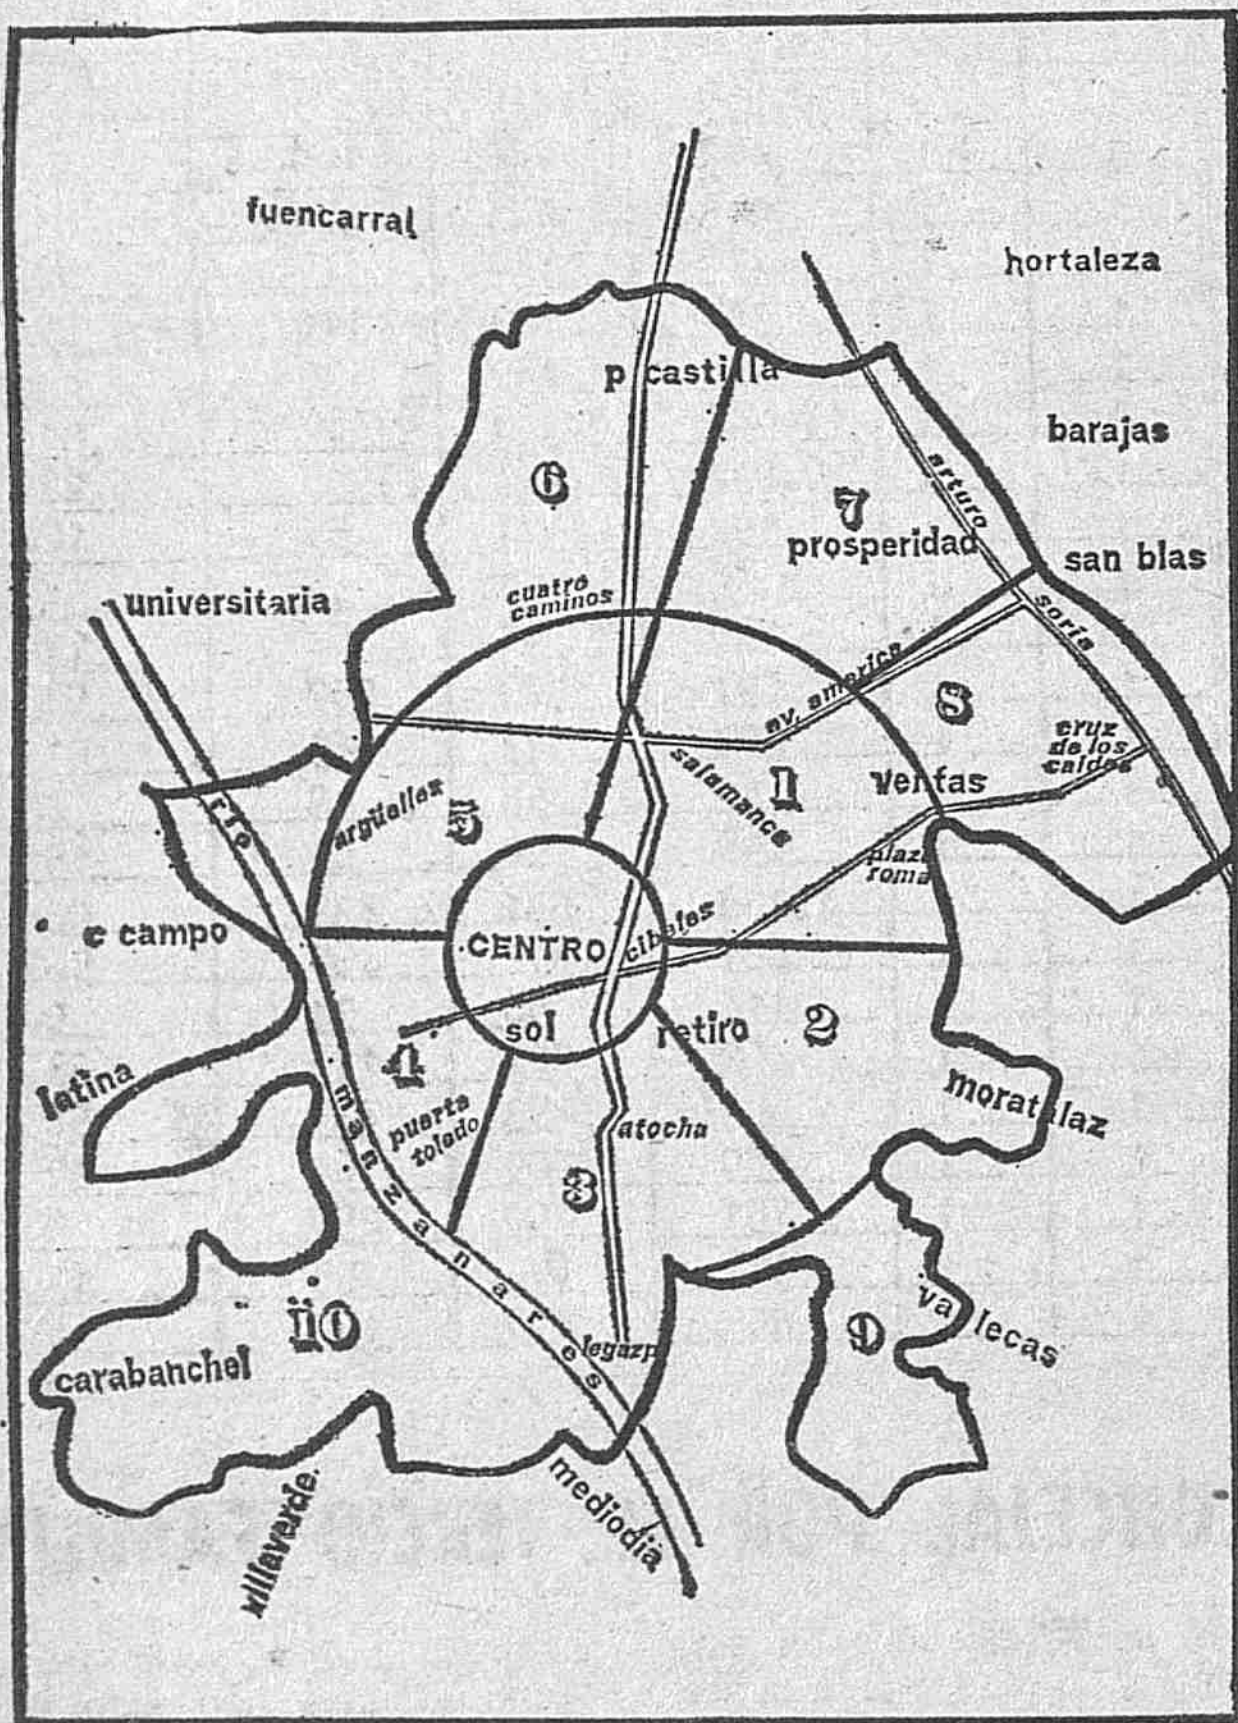 fuencarral
hortaleza
p castilla
barajas
6
arturo
7
prosperidad
san blas
universitaria
cuatro
caminos
soria
av. america
8
cruz
de los
caidos
salamanca
1
Ventas
argüelles
5
rio
plaza
roma
c campo
CENTRO
cibeles
sol
retiro
2
4
latina
moratalaz
manzanares
puerta
toledo
atocha
3
10
9
vallecas
legazpi
carabanchel
mediodia
villaverde.